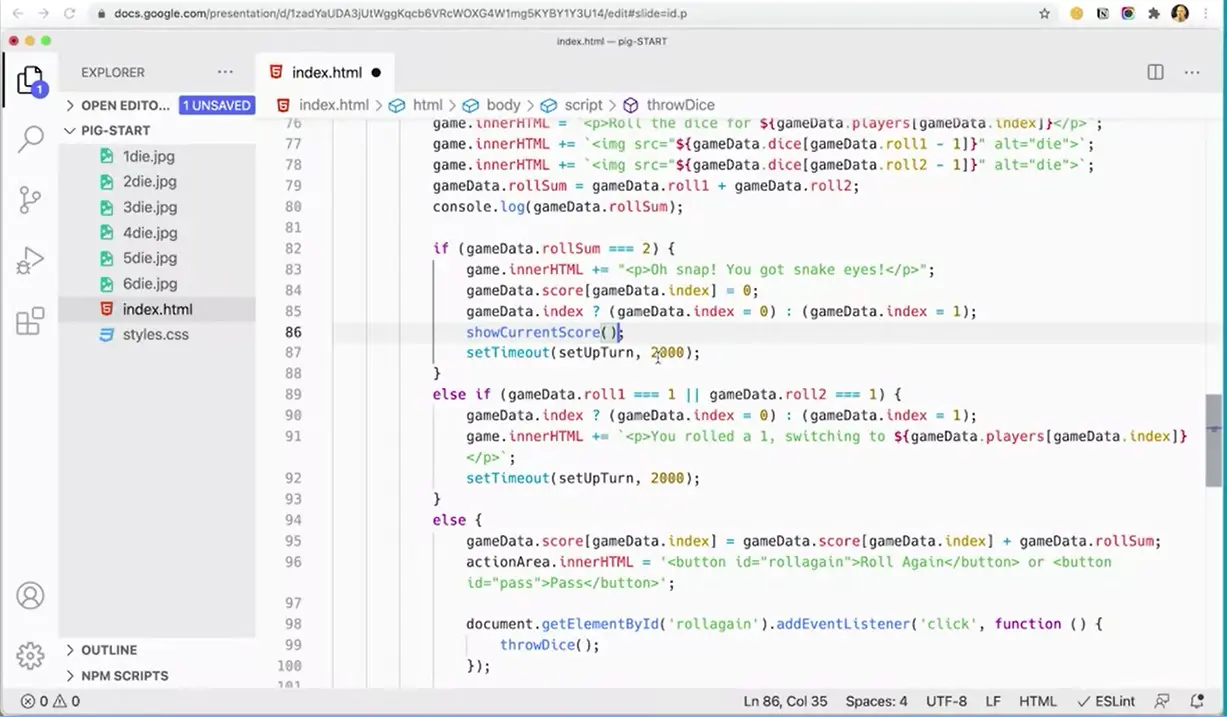 docs.google.com/presentation/d/1zadYaUDA3jUtWggKqcb6VRcWOXG4W1mg5KYBY1Y3U14/edit#slide=id.p
index.html — pig-START
EXPLORER
index.html
OPEN EDITO... 1 UNSAVED
index.html > html > body > script > throwDice
PIG-START
1die.jpg
2die.jpg
3die.jpg
4die.jpg
5die.jpg
6die.jpg
index.html
styles.css
OUTLINE
NPM SCRIPTS
1
76 game.innerHTML = `<p>Roll the dice for ${gameData.players[gameData.index]}</p>`;
77 game.innerHTML += `<img src="${gameData.dice[gameData.roll1 - 1]}" alt="die">`;
78 game.innerHTML += `<img src="${gameData.dice[gameData.roll2 - 1]}" alt="die">`;
79 gameData.rollSum = gameData.roll1 + gameData.roll2;
80 console.log(gameData.rollSum);
81
82 if (gameData.rollSum === 2) {
83 game.innerHTML += "<p>Oh snap! You got snake eyes!</p>";
84 gameData.score[gameData.index] = 0;
85 gameData.index ? (gameData.index = 0) : (gameData.index = 1);
86 showCurrentScore();
87 setTimeout(setUpTurn, 2000);
88 }
89 else if (gameData.roll1 === 1 || gameData.roll2 === 1) {
90 gameData.index ? (gameData.index = 0) : (gameData.index = 1);
91 game.innerHTML += `<p>You rolled a 1, switching to ${gameData.players[gameData.index]}
</p>`;
92 setTimeout(setUpTurn, 2000);
93 }
94 else {
95 gameData.score[gameData.index] = gameData.score[gameData.index] + gameData.rollSum;
96 actionArea.innerHTML = '<button id="rollagain">Roll Again</button> or <button
id="pass">Pass</button>';
97
98 document.getElementById('rollagain').addEventListener('click', function () {
99 throwDice();
100 });
101
0 0
Ln 86, Col 35 Spaces: 4 UTF-8 LF HTML ESLint